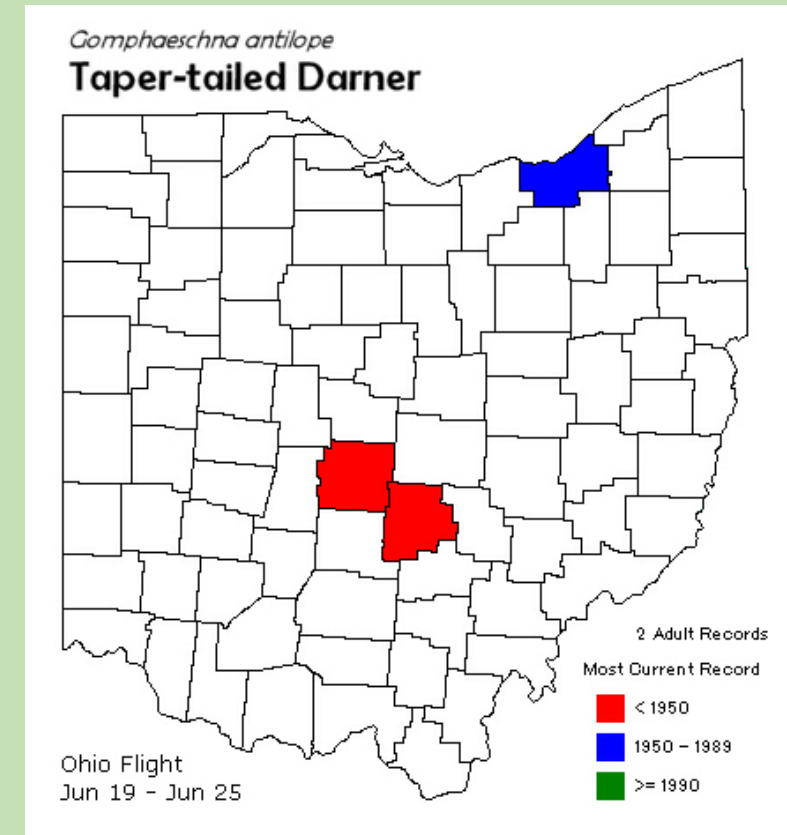 Gomphaeschna antilope
Taper-tailed Darner
2 Adult Records
Most Current Record
< 1950
1950 - 1989
>= 1990
Ohio Flight
Jun 19 - Jun 25